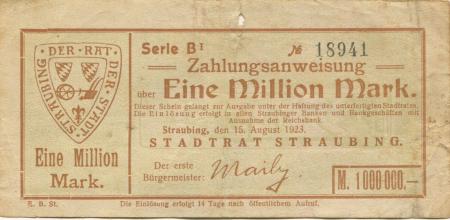 DER · RAT · DER · STADT · STRAUBING
Eine Million
Mark.
R. B. St.
Serie B¹ № 18941
Zahlungsanweisung
über Eine Million Mark.
Dieser Schein gelangt zur Ausgabe unter der Haftung des unterfertigten Stadtrates.
Die Einlösung erfolgt in allen Straubinger Banken und Bankgeschäften mit
Ausnahme der Reichsbank.
Straubing, den 15. August 1923.
STADTRAT STRAUBING.
Der erste
Bürgermeister:
M. 1000000.—
Die Einlösung erfolgt 14 Tage nach öffentlichem Aufruf.